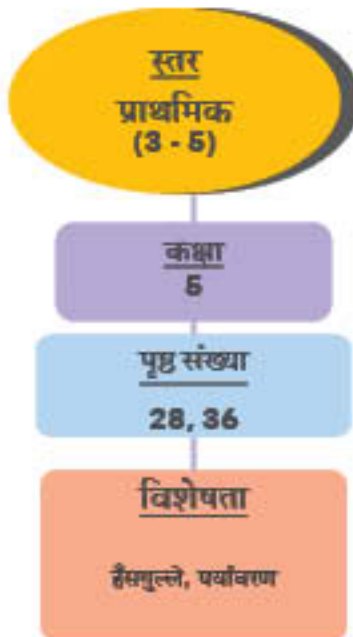 स्तर
प्राथमिक
(3 - 5)
कक्षा
5
पृष्ठ संख्या
28, 36
विशेषता
हँसगुल्ले, पर्यावरण